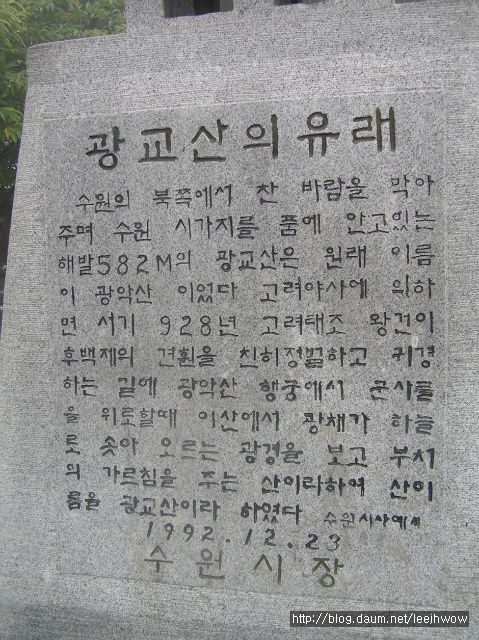 광교산의유래
수원의 북쪽에서 찬 바람을 막아
주며 수원 시가지를 품에 안고있는
해발582M의 광교산은 원래 이름
이 광악산 이었다 고려야사에 의하
면 서기 928년 고려태조 왕건이
후백제의 견훤을 친히정벌하고 귀경
하는 길에 광악산 행궁에서 군사들
을 위로할때 이산에서 광채가 하늘
로 솟아 오르는 광경을 보고 부처
의 가르침을 주는 산이라하여 산이
름을 광교산이라 하였다 수원시사에서
1992.12.23
수원시장
http://blog.daum.net/leejhwow